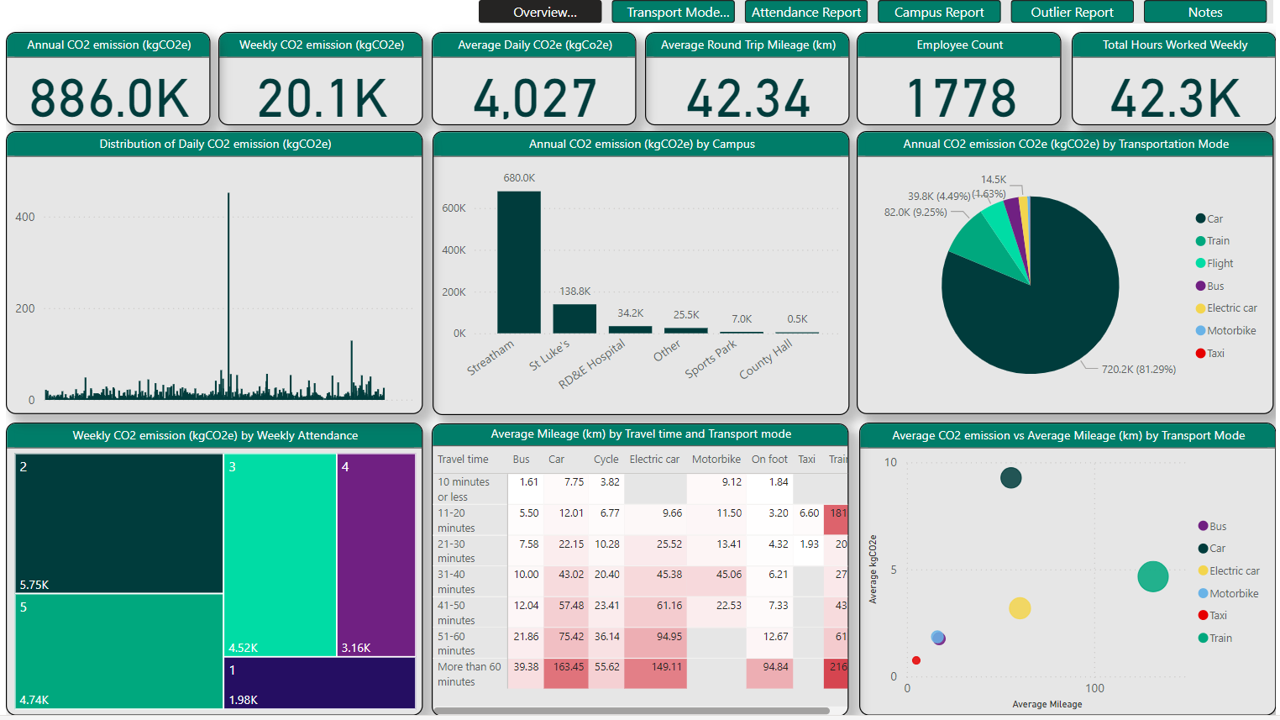 Overview...
Transport Mode...
Attendance Report
Campus Report
Outlier Report
Notes
Annual CO2 emission (kgCO2e)
886.0K
Weekly CO2 emission (kgCO2e)
20.1K
Average Daily CO2e (kgCo2e)
4,027
Average Round Trip Mileage (km)
42.34
Employee Count
1778
Total Hours Worked Weekly
42.3K
Distribution of Daily CO2 emission (kgCO2e)
400
200
0
Annual CO2 emission (kgCO2e) by Campus
600K
400K
200K
0K
680.0K
138.8K
34.2K
25.5K
7.0K
0.5K
Streatham
St Luke's
RD&E Hospital
Other
Sports Park
County Hall
Annual CO2 emission CO2e (kgCO2e) by Transportation Mode
14.5K
(1.63%)
39.8K (4.49%)
82.0K (9.25%)
720.2K (81.29%)
Car
Train
Flight
Bus
Electric car
Motorbike
Taxi
Weekly CO2 emission (kgCO2e) by Weekly Attendance
2
5.75K
5
4.74K
3
4.52K
4
3.16K
1
1.98K
Average Mileage (km) by Travel time and Transport mode
Travel time Bus Car Cycle Electric car Motorbike On foot Taxi Train
10 minutes or less 1.61 7.75 3.82 9.12 1.84
11-20 minutes 5.50 12.01 6.77 9.66 11.50 3.20 6.60 181
21-30 minutes 7.58 22.15 10.28 25.52 13.41 4.32 1.93 20
31-40 minutes 10.00 43.02 20.40 45.38 45.06 6.21 27
41-50 minutes 12.04 57.48 23.41 61.16 22.53 7.33 43
51-60 minutes 21.86 75.42 36.14 94.95 12.67 61
More than 60 minutes 39.38 163.45 55.62 149.11 94.84 216
Average CO2 emission vs Average Mileage (km) by Transport Mode
10
5
0
0
100
Average kgCO2e
Average Mileage
Bus
Car
Electric car
Motorbike
Taxi
Train